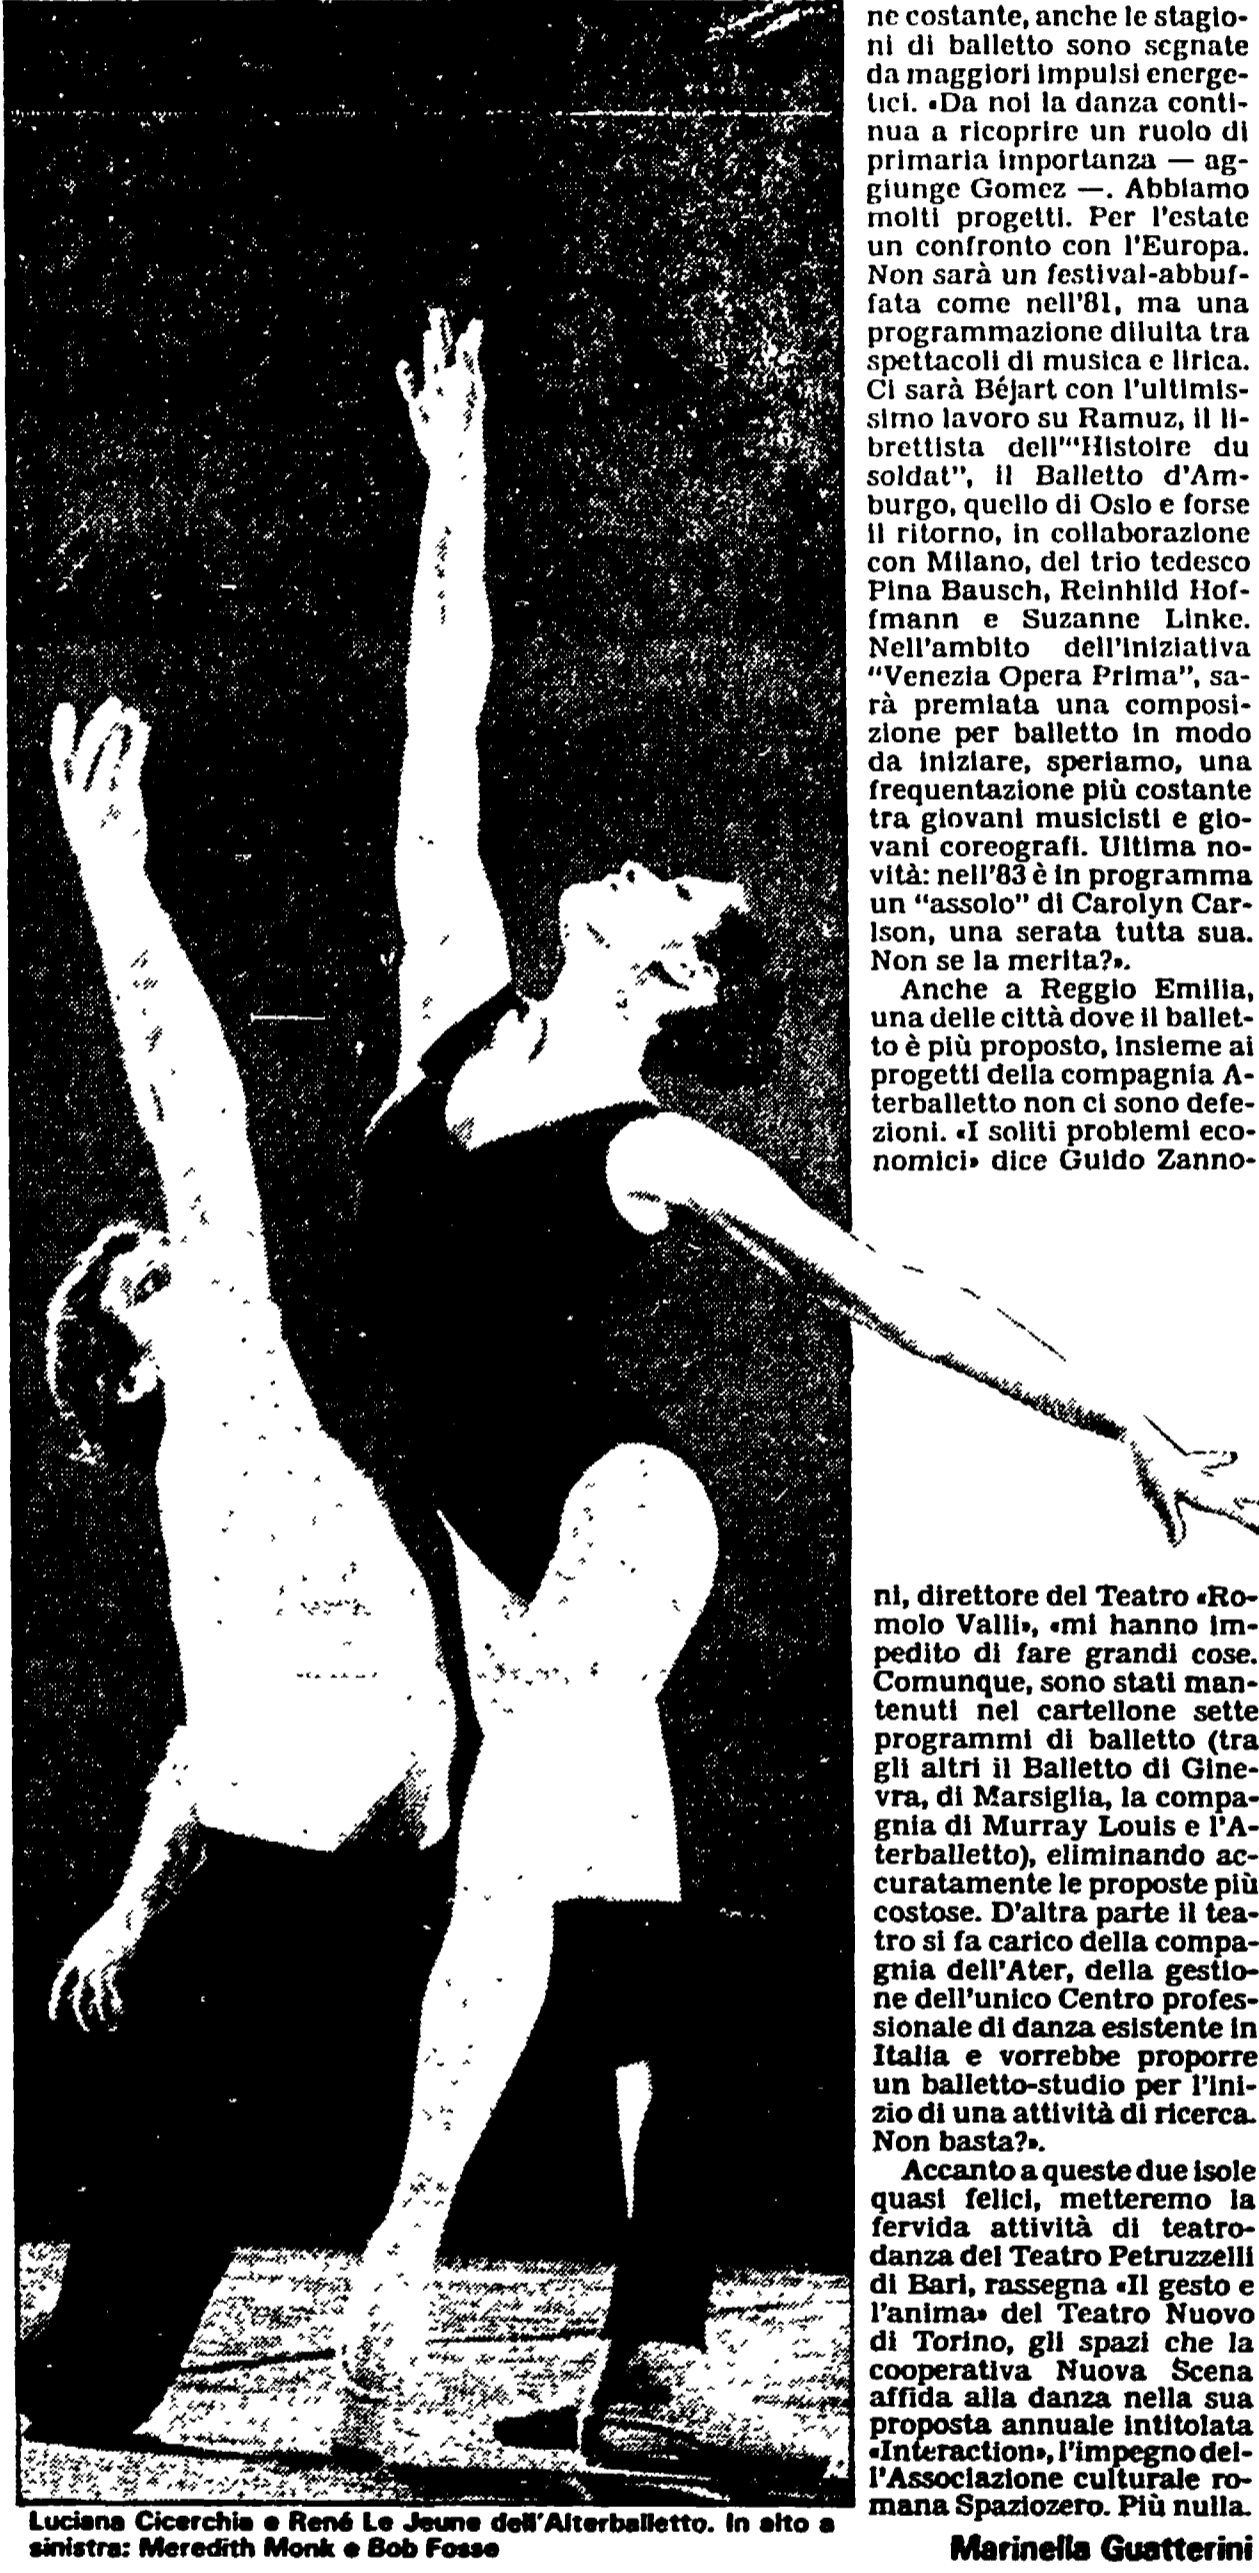 ne costante, anche le stagio-
ni di balletto sono segnate
da maggiori impulsi energe-
tici. «Da noi la danza conti-
nua a ricoprire un ruolo di
primaria importanza — ag-
giunge Gomez —. Abbiamo
molti progetti. Per l'estate
un confronto con l'Europa.
Non sarà un festival-abbuf-
fata come nell'81, ma una
programmazione diluita tra
spettacoli di musica e lirica.
Ci sarà Béjart con l'ultimis-
simo lavoro su Ramuz, il li-
brettista dell'"Histoire du
soldat", il Balletto d'Am-
burgo, quello di Oslo e forse
il ritorno, in collaborazione
con Milano, del trio tedesco
Pina Bausch, Reinhild Hof-
fmann e Suzanne Linke.
Nell'ambito dell'iniziativa
"Venezia Opera Prima", sa-
rà premiata una composi-
zione per balletto in modo
da iniziare, speriamo, una
frequentazione più costante
tra giovani musicisti e gio-
vani coreografi. Ultima no-
vità: nell'83 è in programma
un "assolo" di Carolyn Car-
lson, una serata tutta sua.
Non se la merita?».
Anche a Reggio Emilia,
una delle città dove il ballet-
to è più proposto, insieme ai
progetti della compagnia A-
terballetto non ci sono defe-
zioni. «I soliti problemi eco-
nomici» dice Guido Zanno-
ni, direttore del Teatro «Ro-
molo Valli», «mi hanno im-
pedito di fare grandi cose.
Comunque, sono stati man-
tenuti nel cartellone sette
programmi di balletto (tra
gli altri il Balletto di Gine-
vra, di Marsiglia, la compa-
gnia di Murray Louis e l'A-
terballetto), eliminando ac-
curatamente le proposte più
costose. D'altra parte il tea-
tro si fa carico della compa-
gnia dell'Ater, della gestio-
ne dell'unico Centro profes-
sionale di danza esistente in
Italia e vorrebbe proporre
un balletto-studio per l'ini-
zio di una attività di ricerca.
Non basta?».
Accanto a queste due isole
quasi felici, metteremo la
fervida attività di teatro-
danza del Teatro Petruzzelli
di Bari, rassegna «Il gesto e
l'anima» del Teatro Nuovo
di Torino, gli spazi che la
cooperativa Nuova Scena
affida alla danza nella sua
proposta annuale intitolata
«Interaction», l'impegno del-
l'Associazione culturale ro-
mana Spaziozero. Più nulla.
Marinella Guatterini
Luciana Cicerchia e René Le Jeune dell'Alterballetto. In alto a
sinistra: Meredith Monk e Bob Fosse